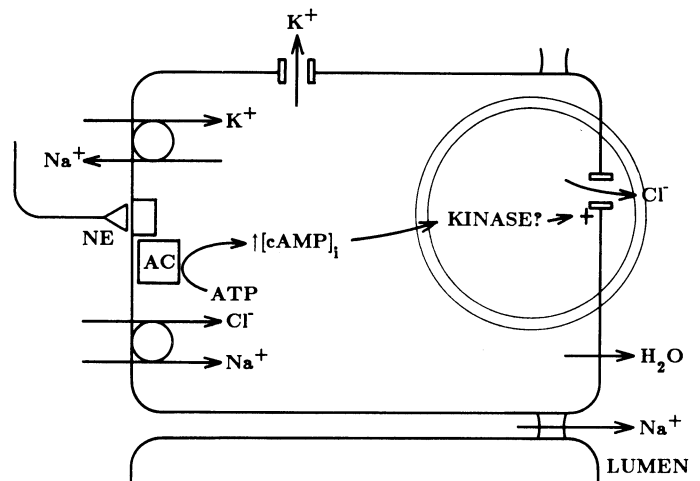 K⁺
K⁺
Na⁺
Cl⁻
NE
KINASE? +
AC
↑[cAMP]ᵢ
ATP
Cl⁻
Na⁺
H₂O
Na⁺
LUMEN